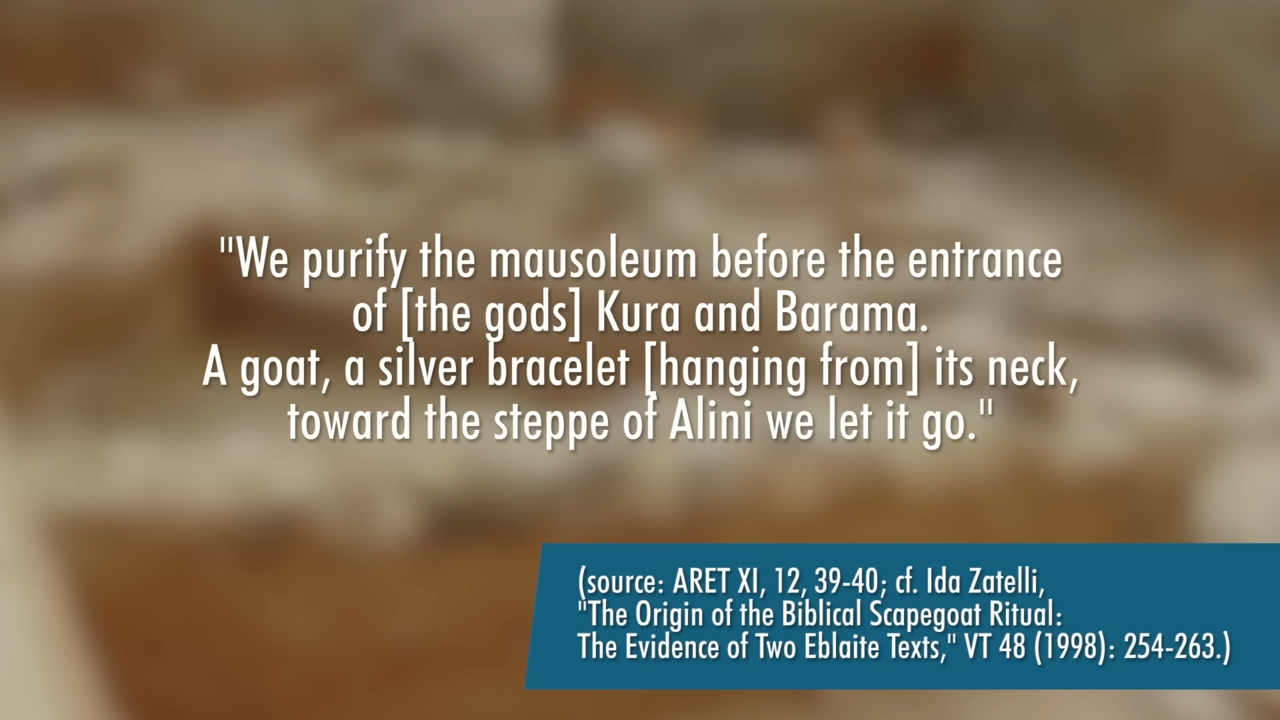 "We purify the mausoleum before the entrance
of [the gods] Kura and Barama.
A goat, a silver bracelet [hanging from] its neck,
toward the steppe of Alini we let it go."
(source: ARET XI, 12, 39-40; cf. Ida Zatelli,
"The Origin of the Biblical Scapegoat Ritual:
The Evidence of Two Eblaite Texts," VT 48 (1998): 254-263.)